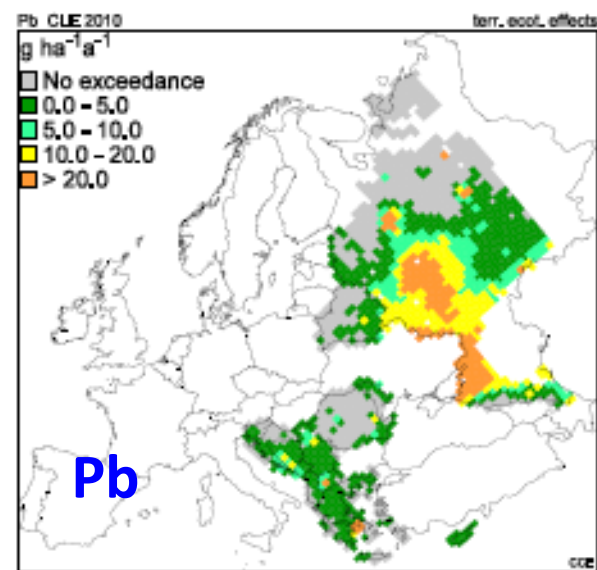 Pb CLE 2010 terr. ecot. effects
g ha⁻¹a⁻¹
No exceedance
0.0 - 5.0
5.0 - 10.0
10.0 - 20.0
> 20.0
Pb
CCE